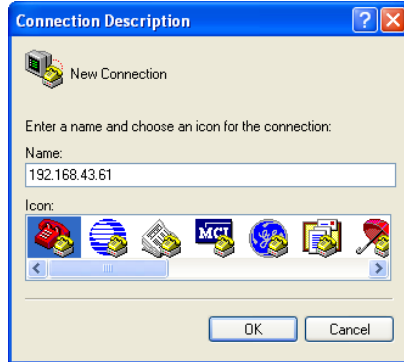 Connection Description
New Connection
Enter a name and choose an icon for the connection:
Name:
192.168.43.61
Icon:
MCI
OK
Cancel